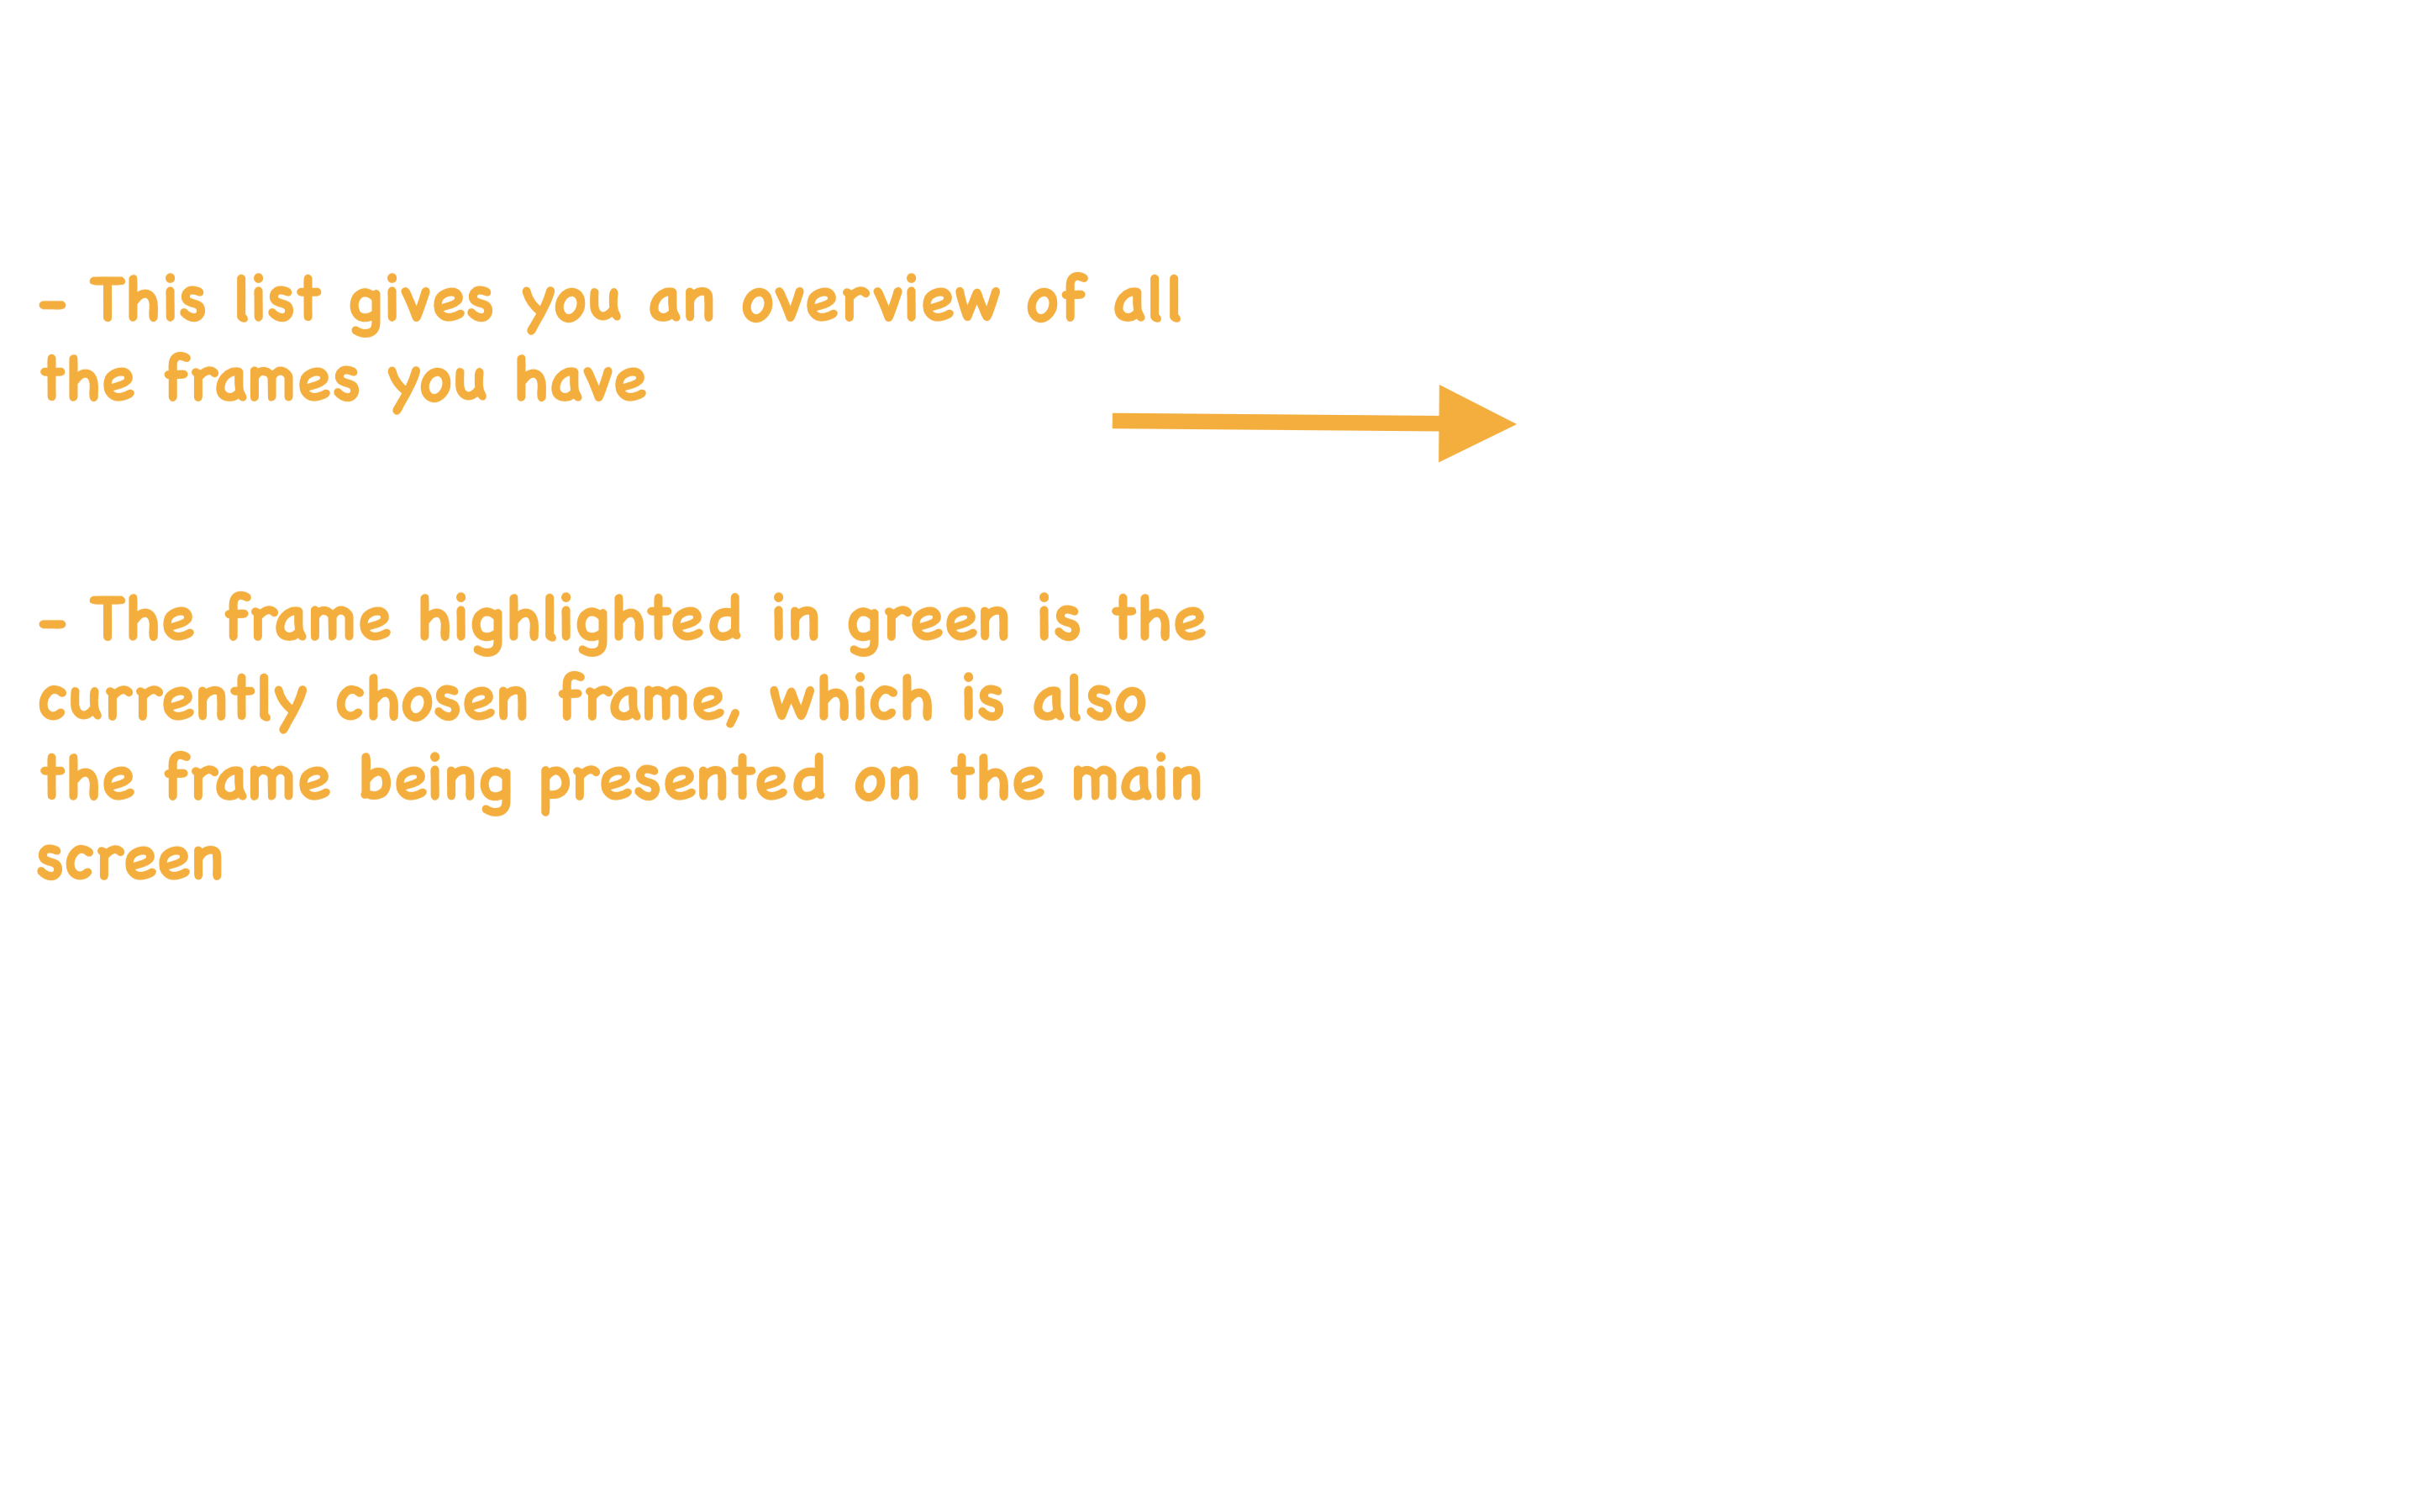 - This list gives you an overview of all
the frames you have
- The frame highlighted in green is the
currently chosen frame, which is also
the frame being presented on the main
screen